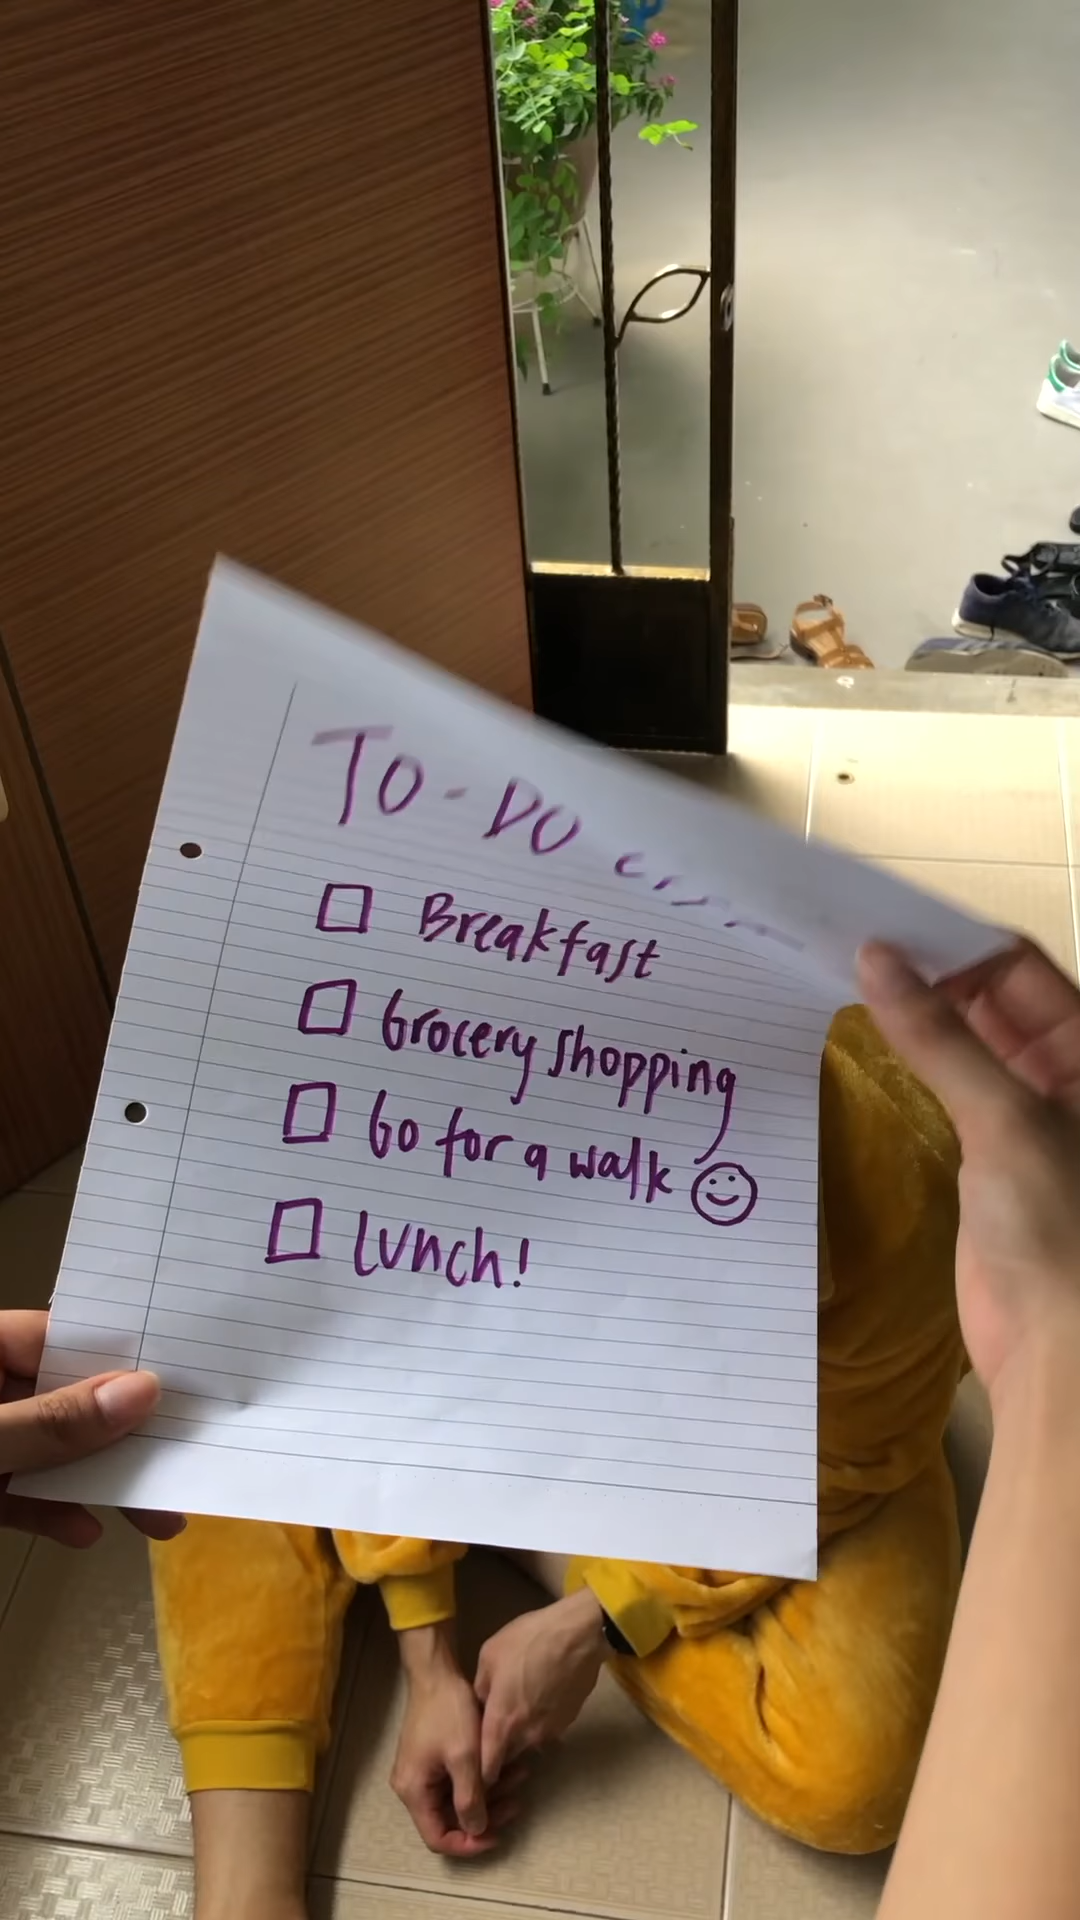 TO-DO
Breakfast
Grocery shopping
Go for a walk
Lunch!